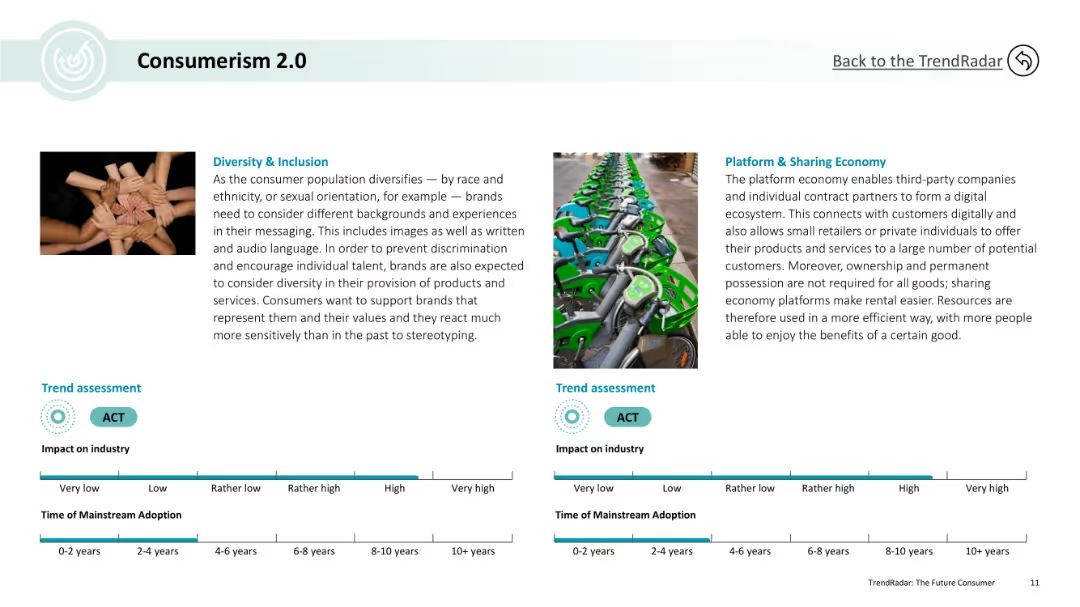 Consumerism 2.0
Back to the TrendRadar
Diversity & Inclusion
As the consumer population diversifies — by race and
ethnicity, or sexual orientation, for example — brands
need to consider different backgrounds and experiences
in their messaging. This includes images as well as written
and audio language. In order to prevent discrimination
and encourage individual talent, brands are also expected
to consider diversity in their provision of products and
services. Consumers want to support brands that
represent them and their values and they react much
more sensitively than in the past to stereotyping.
Trend assessment
ACT
Impact on industry
Very low Low Rather low Rather high High Very high
Time of Mainstream Adoption
0-2 years 2-4 years 4-6 years 6-8 years 8-10 years 10+ years
Platform & Sharing Economy
The platform economy enables third-party companies
and individual contract partners to form a digital
ecosystem. This connects with customers digitally and
also allows small retailers or private individuals to offer
their products and services to a large number of potential
customers. Moreover, ownership and permanent
possession are not required for all goods; sharing
economy platforms make rental easier. Resources are
therefore used in a more efficient way, with more people
able to enjoy the benefits of a certain good.
Trend assessment
ACT
Impact on industry
Very low Low Rather low Rather high High Very high
Time of Mainstream Adoption
0-2 years 2-4 years 4-6 years 6-8 years 8-10 years 10+ years
TrendRadar: The Future Consumer 11